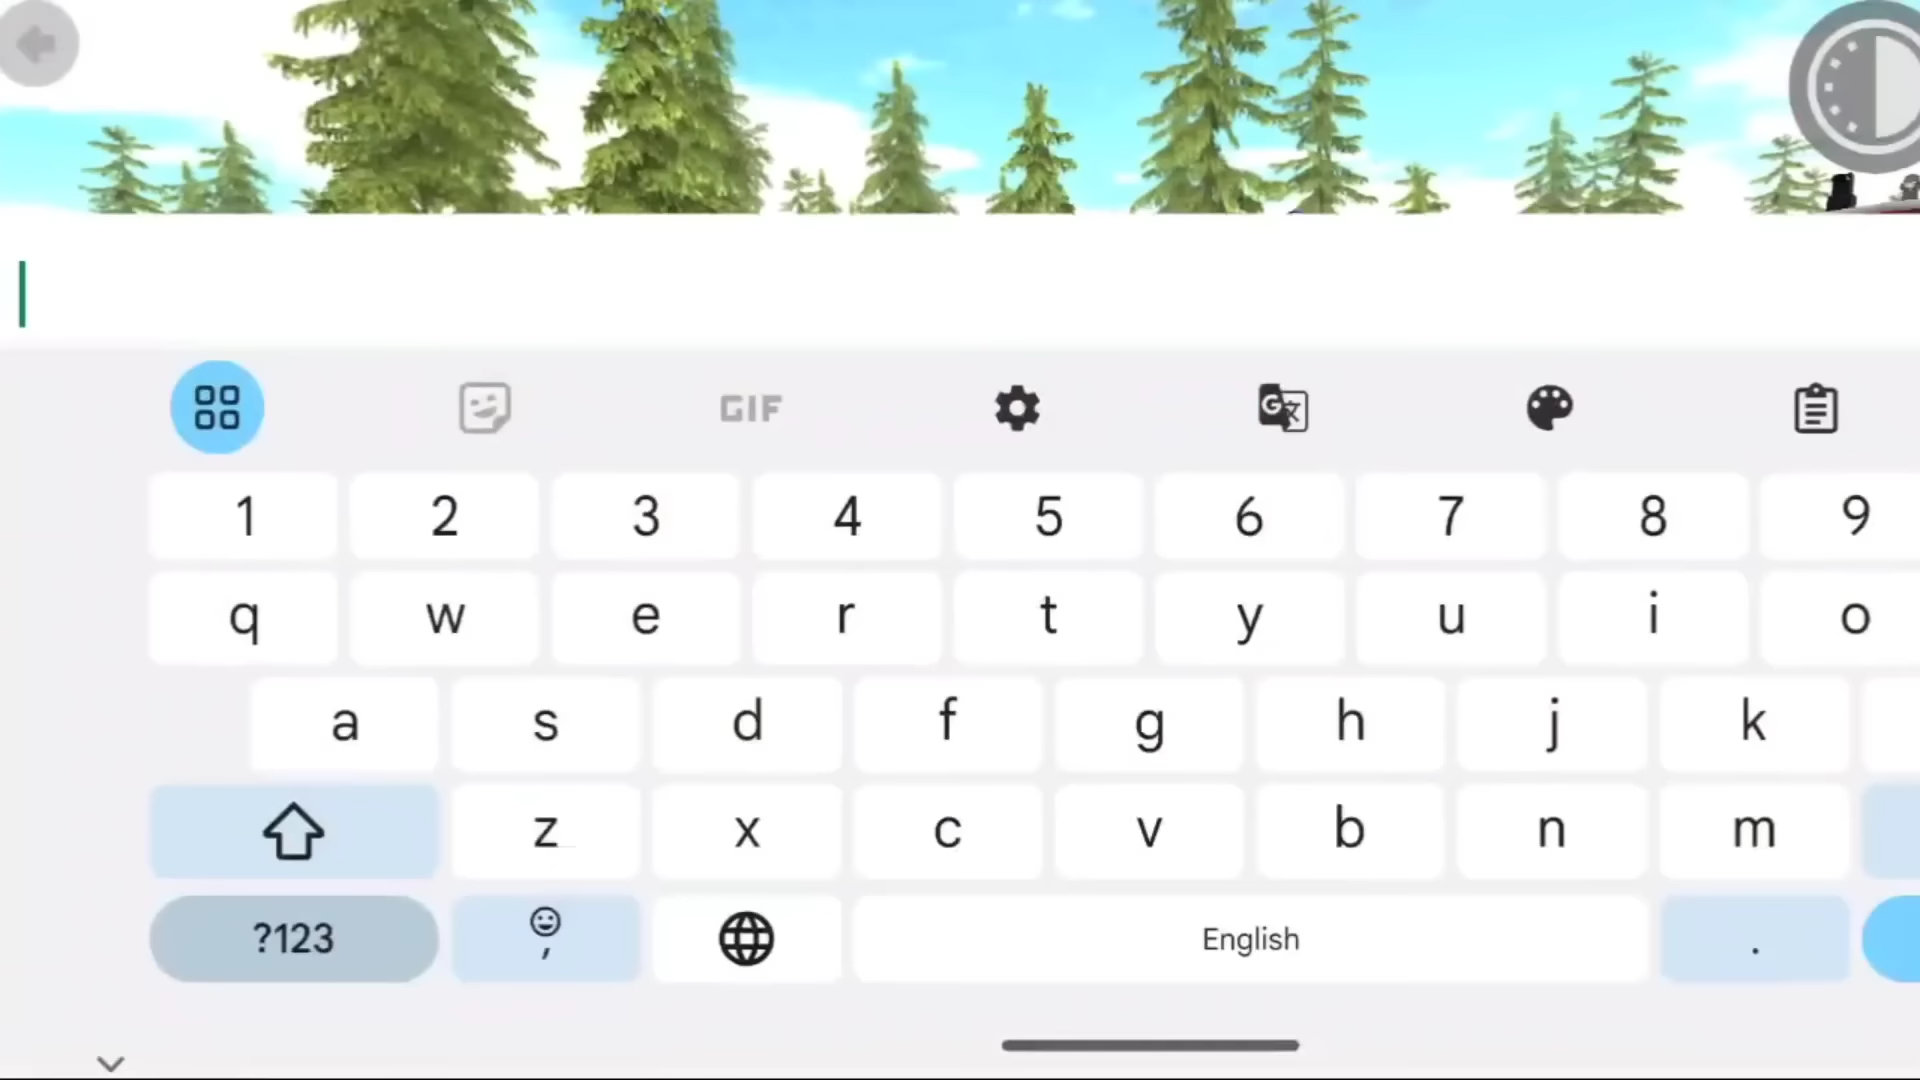 GIF
1 2 3 4 5 6 7 8 9
q w e r t y u i o
a s d f g h j k
z x c v b n m
?123 , English .